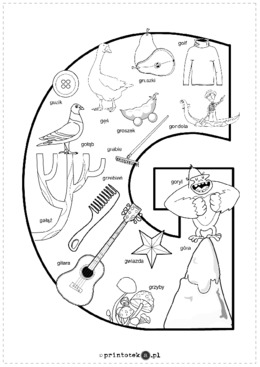 golf
gruszki
guzik
gęś
groszek
gondola
gołąb
grabie
grzebień
goryl
gałąź
góra
gitara
gwiazda
grzyby
printoteka.pl